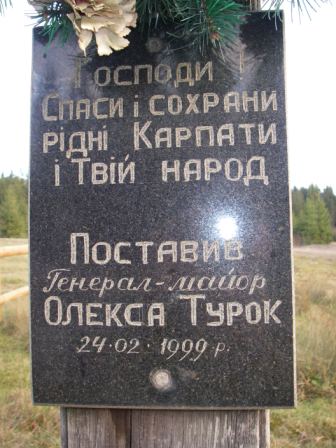 Господи!
Спаси і сохрани
рідні Карпати
і Твій народ
Поставив
Генерал-майор
Олекса Турок
24·02·1999 р.